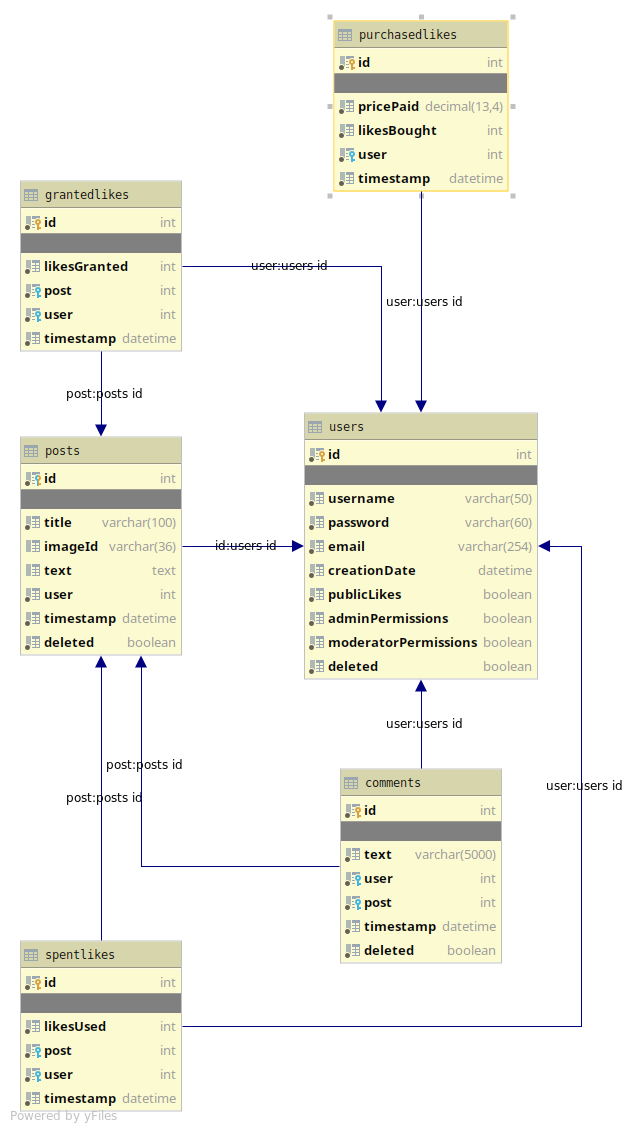 purchasedlikes
id int
pricePaid decimal(13,4)
likesBought int
user int
timestamp datetime
grantedlikes
id int
likesGranted int
post int
user int
timestamp datetime
user:users id
user:users id
post:posts id
posts
id int
title varchar(100)
imageId varchar(36)
text text
user int
timestamp datetime
deleted boolean
id:users id
users
id int
username varchar(50)
password varchar(60)
email varchar(254)
creationDate datetime
publicLikes boolean
adminPermissions boolean
moderatorPermissions boolean
deleted boolean
user:users id
post:posts id
post:posts id
user:users id
comments
id int
text varchar(5000)
user int
post int
timestamp datetime
deleted boolean
spentlikes
id int
likesUsed int
post int
user int
timestamp datetime
Powered by yFiles